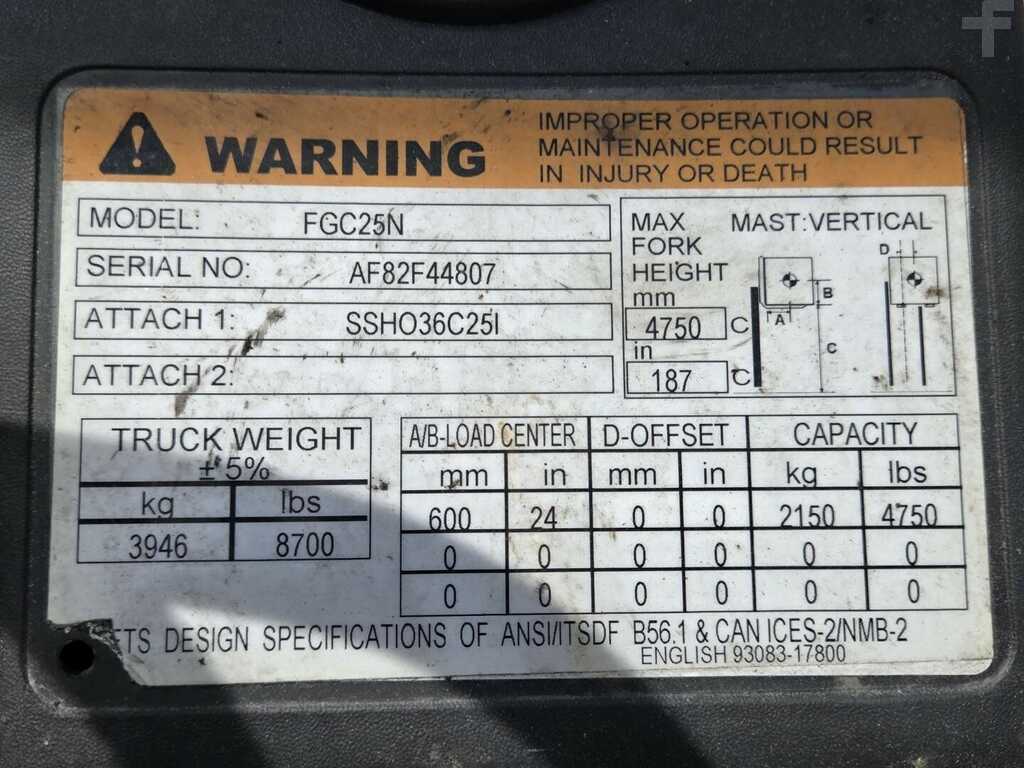 WARNING
IMPROPER OPERATION OR
MAINTENANCE COULD RESULT
IN INJURY OR DEATH
MODEL: FGC25N
SERIAL NO: AF82F44807
ATTACH 1: SSHO36C25I
ATTACH 2:
MAX
FORK
HEIGHT
mm
4750 C
in
187 C
MAST:VERTICAL
D
B
A
C
TRUCK WEIGHT
± 5%
kg lbs
3946 8700
A/B-LOAD CENTER D-OFFSET CAPACITY
mm in mm in kg lbs
600 24 0 0 2150 4750
0 0 0 0 0 0
0 0 0 0 0 0
ETS DESIGN SPECIFICATIONS OF ANSI/ITSDF B56.1 & CAN ICES-2/NMB-2
ENGLISH 93083-17800
f